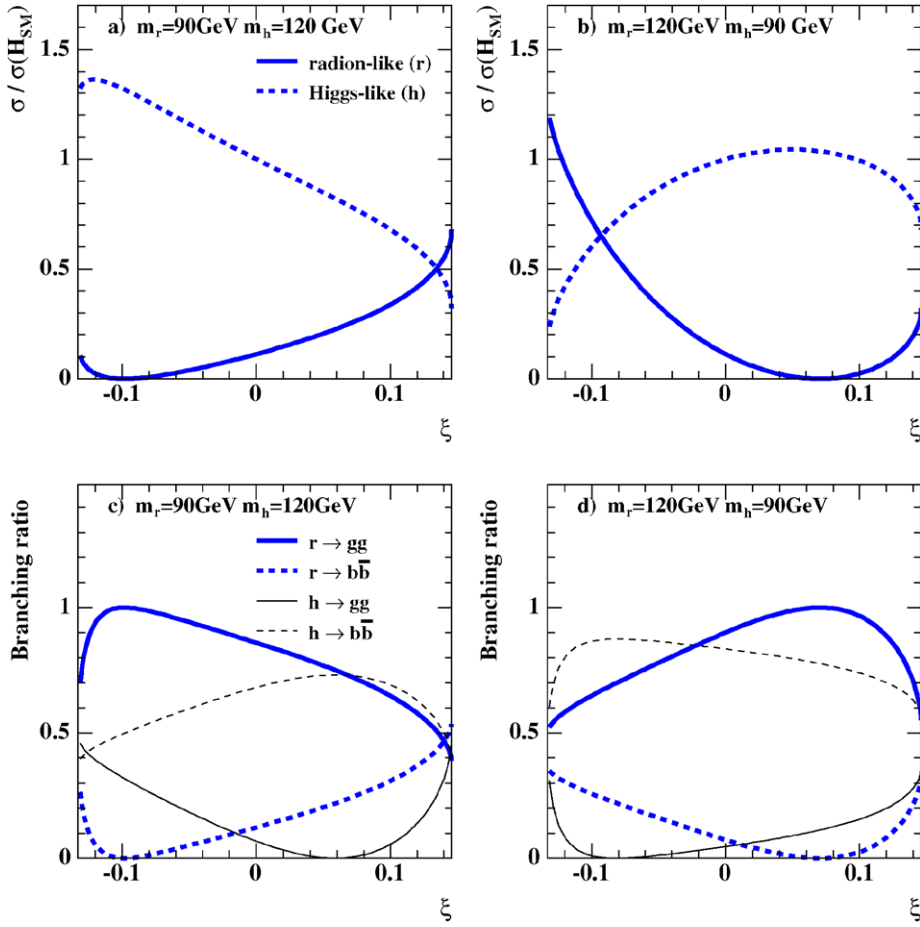 σ / σ(H_SM)
a) m_r=90GeV m_h=120 GeV
radion-like (r)
Higgs-like (h)
1.5
1
0.5
0
-0.1 0 0.1
ξ
σ / σ(H_SM)
b) m_r=120GeV m_h=90 GeV
1.5
1
0.5
0
-0.1 0 0.1
ξ
Branching ratio
c) m_r=90GeV m_h=120GeV
r → gg
r → bb̅
h → gg
h → bb̅
1
0.5
0
-0.1 0 0.1
ξ
Branching ratio
d) m_r=120GeV m_h=90GeV
1
0.5
0
-0.1 0 0.1
ξ